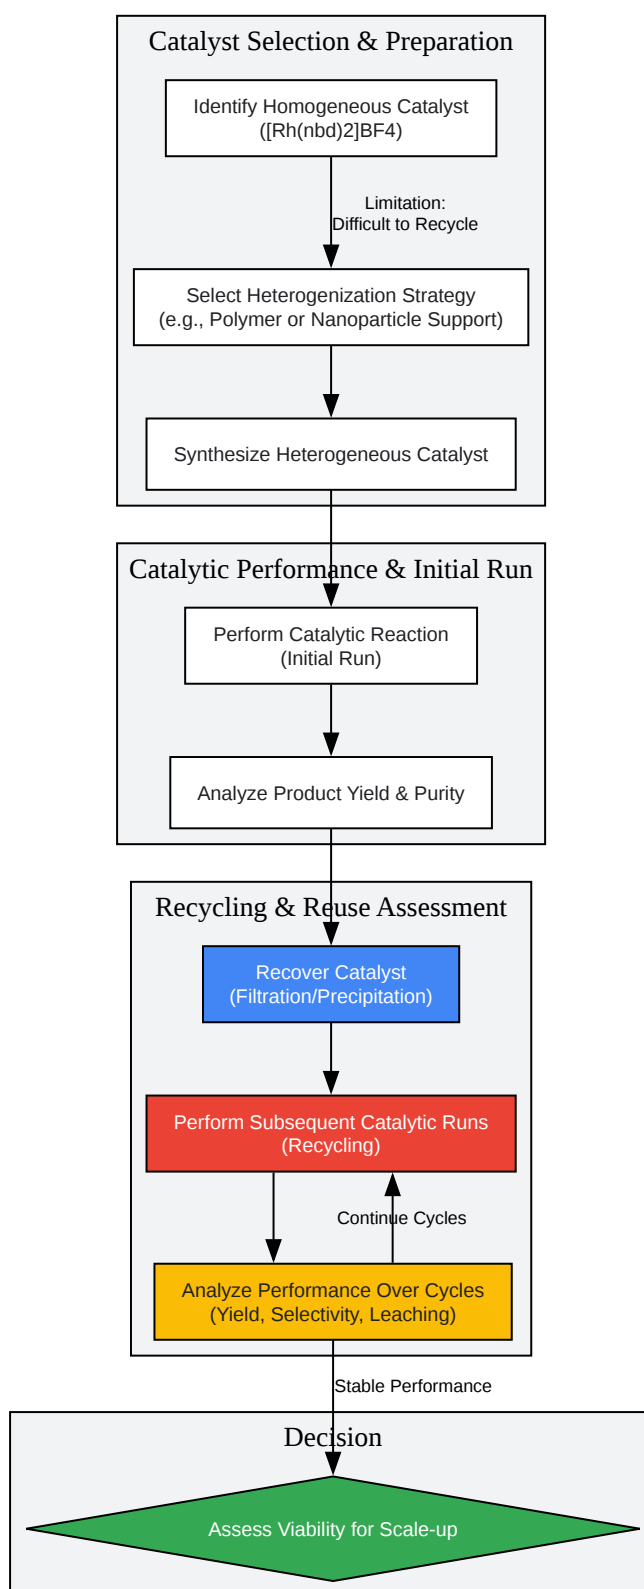 Catalyst Selection & Preparation
Identify Homogeneous Catalyst
([Rh(nbd)2]BF4)
Limitation:
Difficult to Recycle
Select Heterogenization Strategy
(e.g., Polymer or Nanoparticle Support)
Synthesize Heterogeneous Catalyst
Catalytic Performance & Initial Run
Perform Catalytic Reaction
(Initial Run)
Analyze Product Yield & Purity
Recycling & Reuse Assessment
Recover Catalyst
(Filtration/Precipitation)
Perform Subsequent Catalytic Runs
(Recycling)
Continue Cycles
Analyze Performance Over Cycles
(Yield, Selectivity, Leaching)
Stable Performance
Decision
Assess Viability for Scale-up